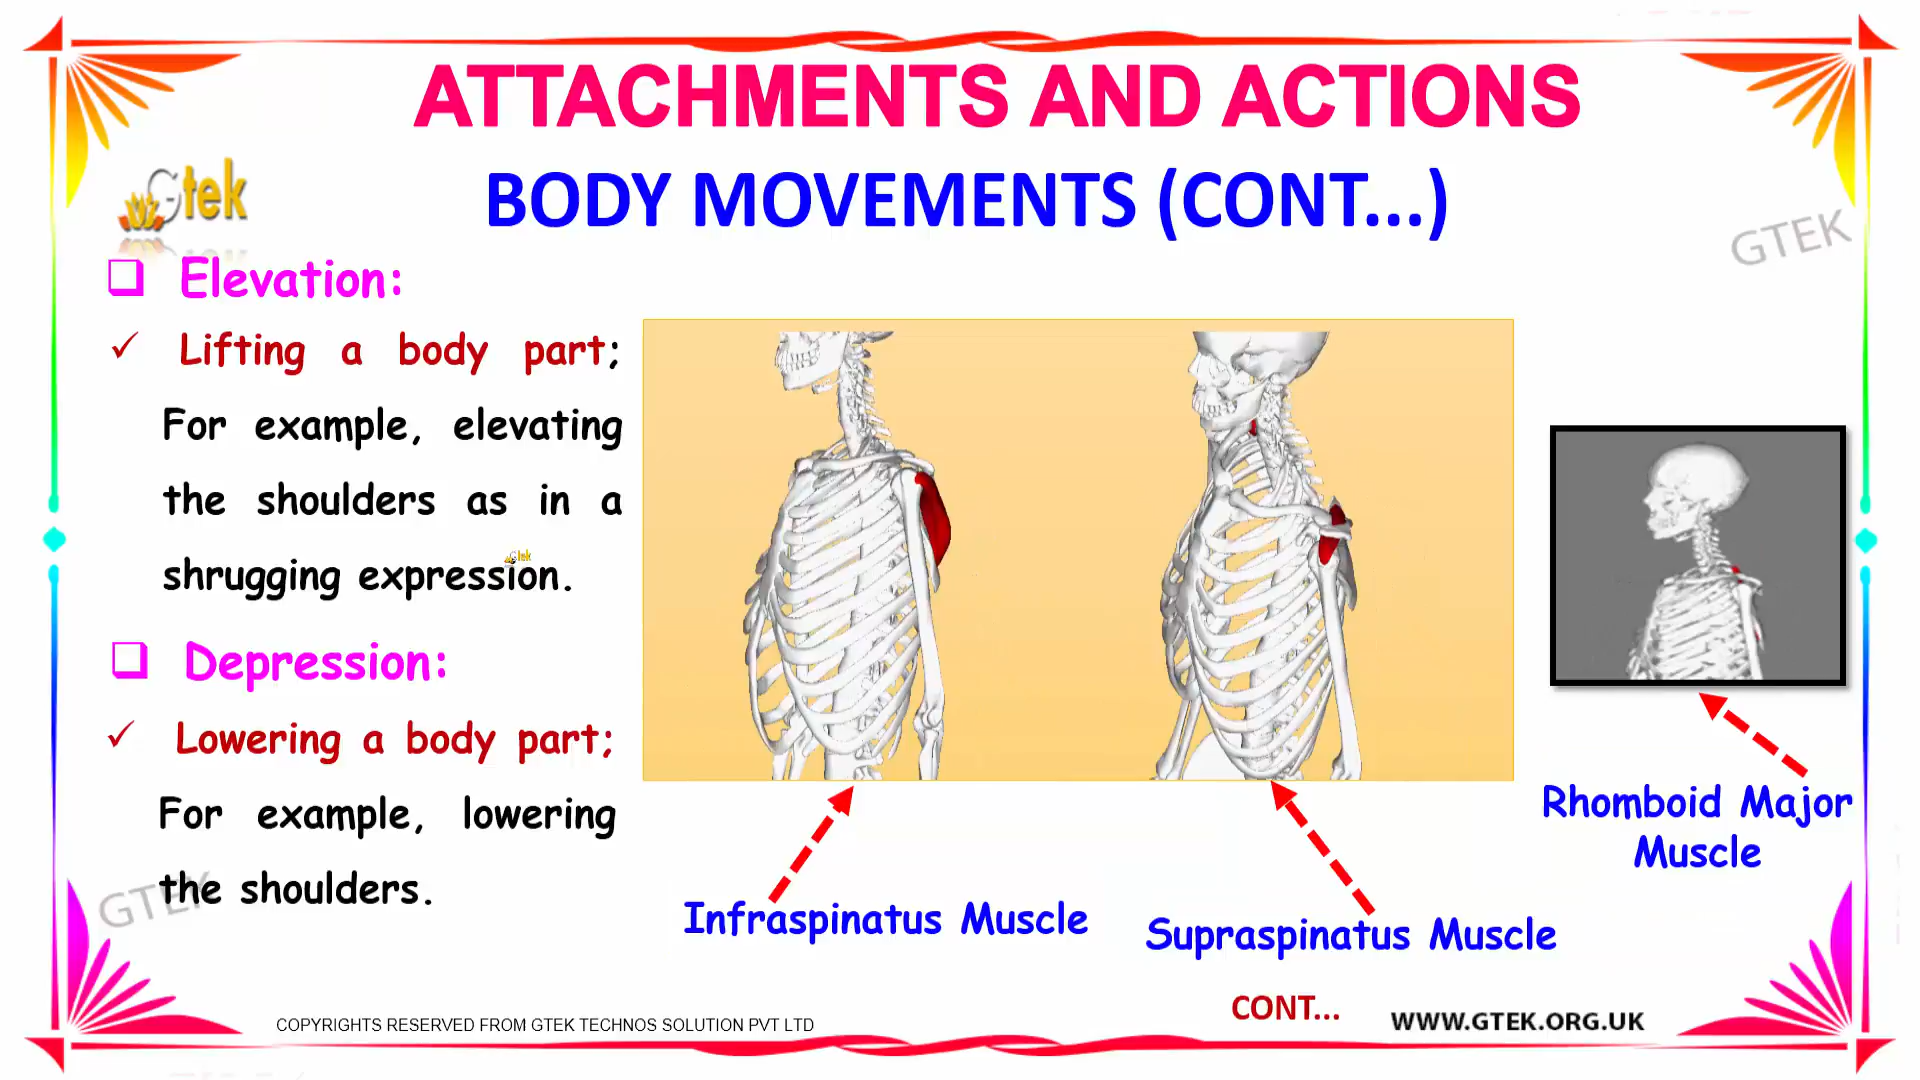 ATTACHMENTS AND ACTIONS
BODY MOVEMENTS (CONT...)
Gtek
GTEK
❑ Elevation:
✓ Lifting a body part;
For example, elevating
the shoulders as in a
shrugging expression.
Gtek
❑ Depression:
✓ Lowering a body part;
For example, lowering
the shoulders.
GTEK
Infraspinatus Muscle
Supraspinatus Muscle
Rhomboid Major
Muscle
CONT...
COPYRIGHTS RESERVED FROM GTEK TECHNOS SOLUTION PVT LTD
WWW.GTEK.ORG.UK